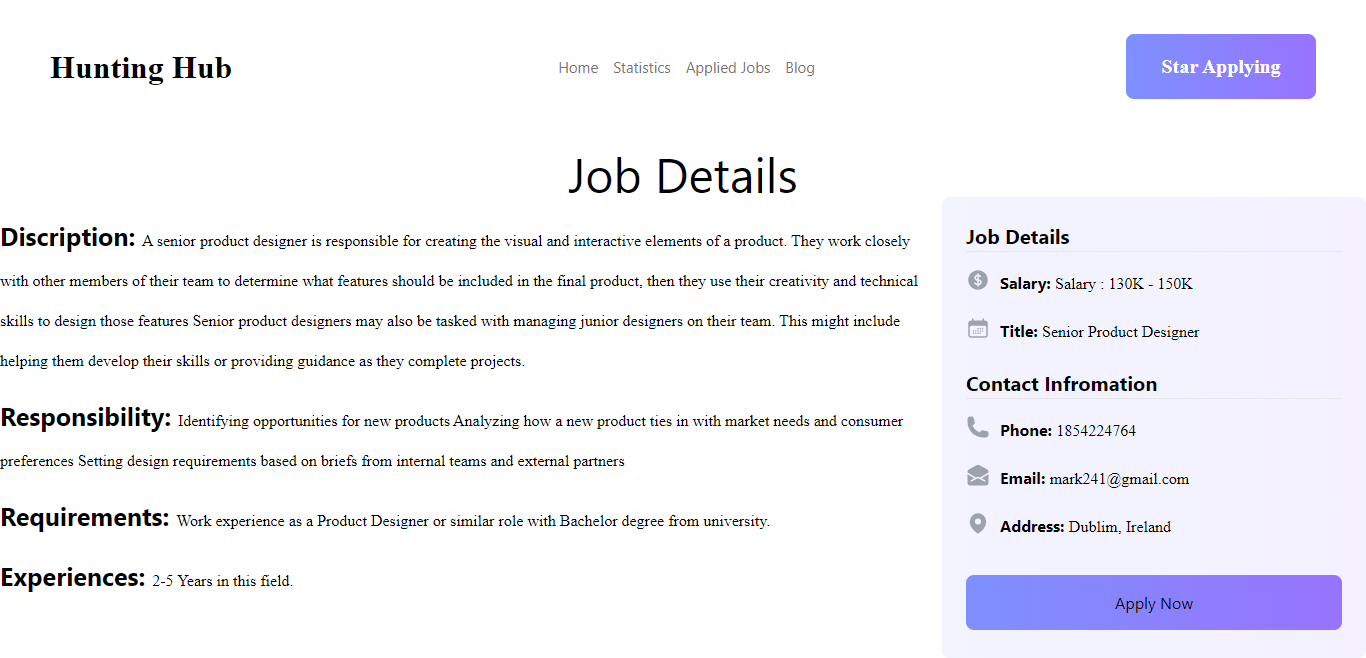 Hunting Hub
Home Statistics Applied Jobs Blog
Star Applying
Job Details
Discription: A senior product designer is responsible for creating the visual and interactive elements of a product. They work closely
with other members of their team to determine what features should be included in the final product, then they use their creativity and technical
skills to design those features Senior product designers may also be tasked with managing junior designers on their team. This might include
helping them develop their skills or providing guidance as they complete projects.
Responsibility: Identifying opportunities for new products Analyzing how a new product ties in with market needs and consumer
preferences Setting design requirements based on briefs from internal teams and external partners
Requirements: Work experience as a Product Designer or similar role with Bachelor degree from university.
Experiences: 2-5 Years in this field.
Job Details
Salary: Salary : 130K - 150K
Title: Senior Product Designer
Contact Infromation
Phone: 1854224764
Email: mark241@gmail.com
Address: Dublim, Ireland
Apply Now